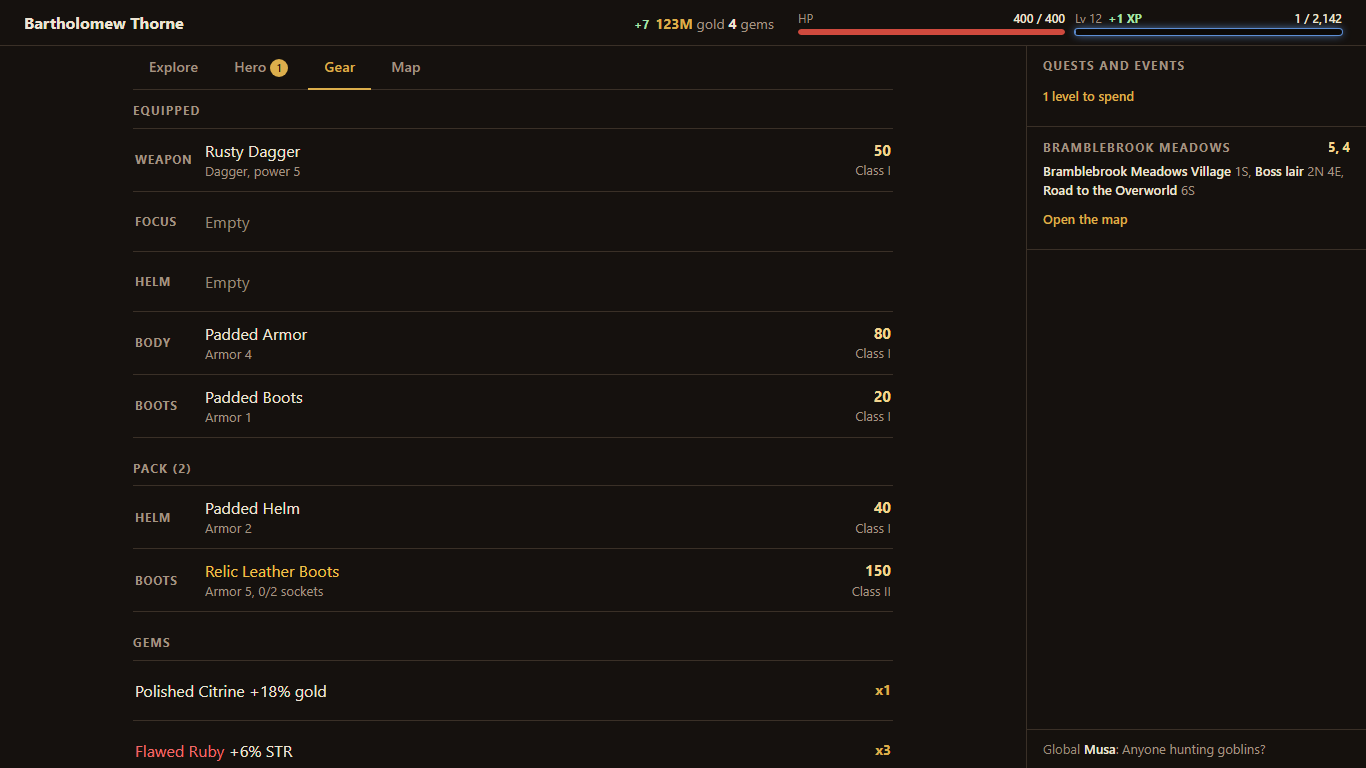 Bartholomew Thorne
+7 123M gold 4 gems
HP 400 / 400
Lv 12 +1 XP 1 / 2,142
Explore Hero 1 Gear Map
EQUIPPED
WEAPON Rusty Dagger 50
Dagger, power 5 Class I
FOCUS Empty
HELM Empty
BODY Padded Armor 80
Armor 4 Class I
BOOTS Padded Boots 20
Armor 1 Class I
PACK (2)
HELM Padded Helm 40
Armor 2 Class I
BOOTS Relic Leather Boots 150
Armor 5, 0/2 sockets Class II
GEMS
Polished Citrine +18% gold x1
Flawed Ruby +6% STR x3
QUESTS AND EVENTS
1 level to spend
BRAMBLEBROOK MEADOWS 5, 4
Bramblebrook Meadows Village 1S, Boss lair 2N 4E,
Road to the Overworld 6S
Open the map
Global Musa: Anyone hunting goblins?